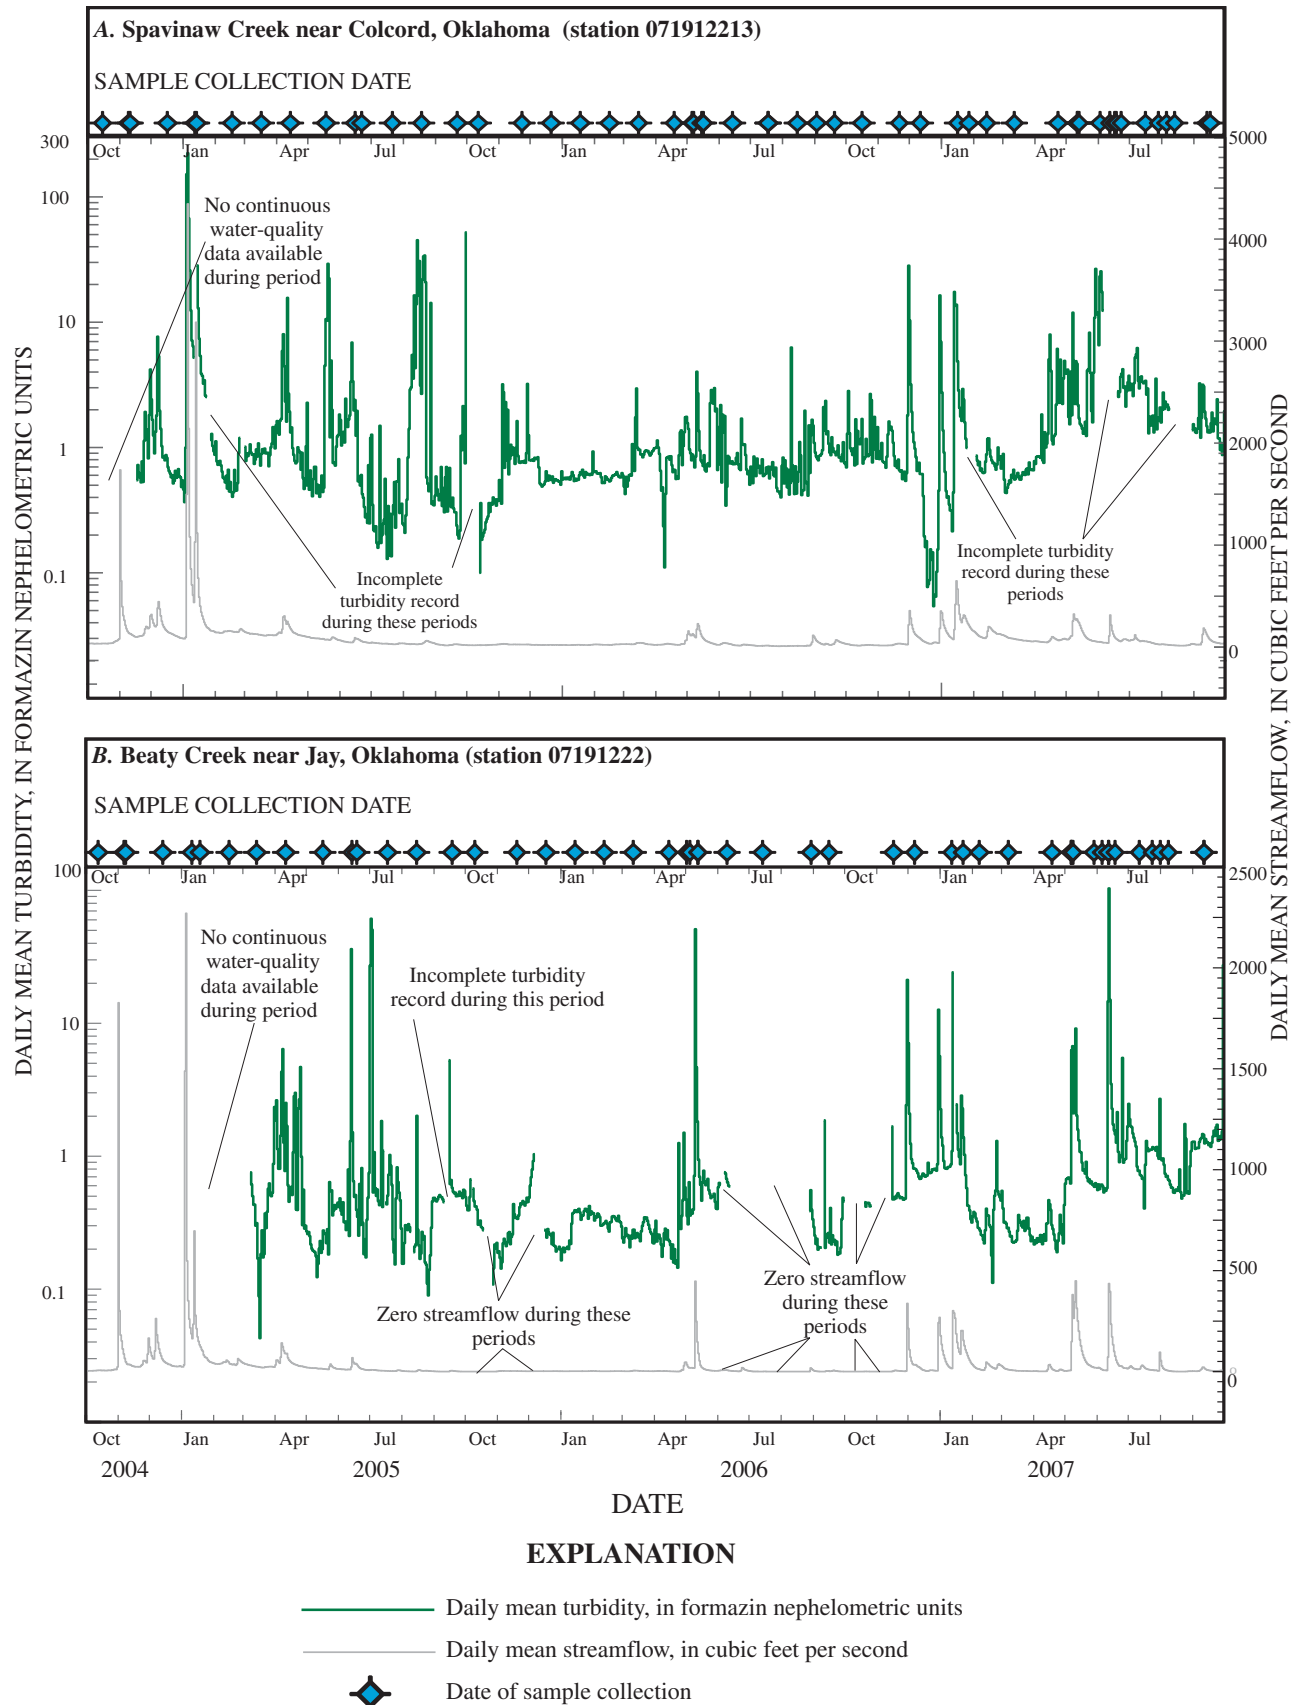 A. Spavinaw Creek near Colcord, Oklahoma (station 071912213)
SAMPLE COLLECTION DATE
Oct Jan Apr Jul Oct Jan Apr Jul Oct Jan Apr Jul
300
100
10
1
0.1
5000
4000
3000
2000
1000
0
No continuous
water-quality
data available
during period
Incomplete
turbidity record
during these periods
Incomplete turbidity
record during these
periods
DAILY MEAN TURBIDITY, IN FORMAZIN NEPHELOMETRIC UNITS
DAILY MEAN STREAMFLOW, IN CUBIC FEET PER SECOND
B. Beaty Creek near Jay, Oklahoma (station 07191222)
SAMPLE COLLECTION DATE
Oct Jan Apr Jul Oct Jan Apr Jul Oct Jan Apr Jul
100
10
1
0.1
2500
2000
1500
1000
500
0
No continuous
water-quality
data available
during period
Incomplete turbidity
record during this period
Zero streamflow during these
periods
Zero streamflow
during these
periods
Oct Jan Apr Jul Oct Jan Apr Jul Oct Jan Apr Jul
2004 2005 2006 2007
DATE
EXPLANATION
Daily mean turbidity, in formazin nephelometric units
Daily mean streamflow, in cubic feet per second
Date of sample collection